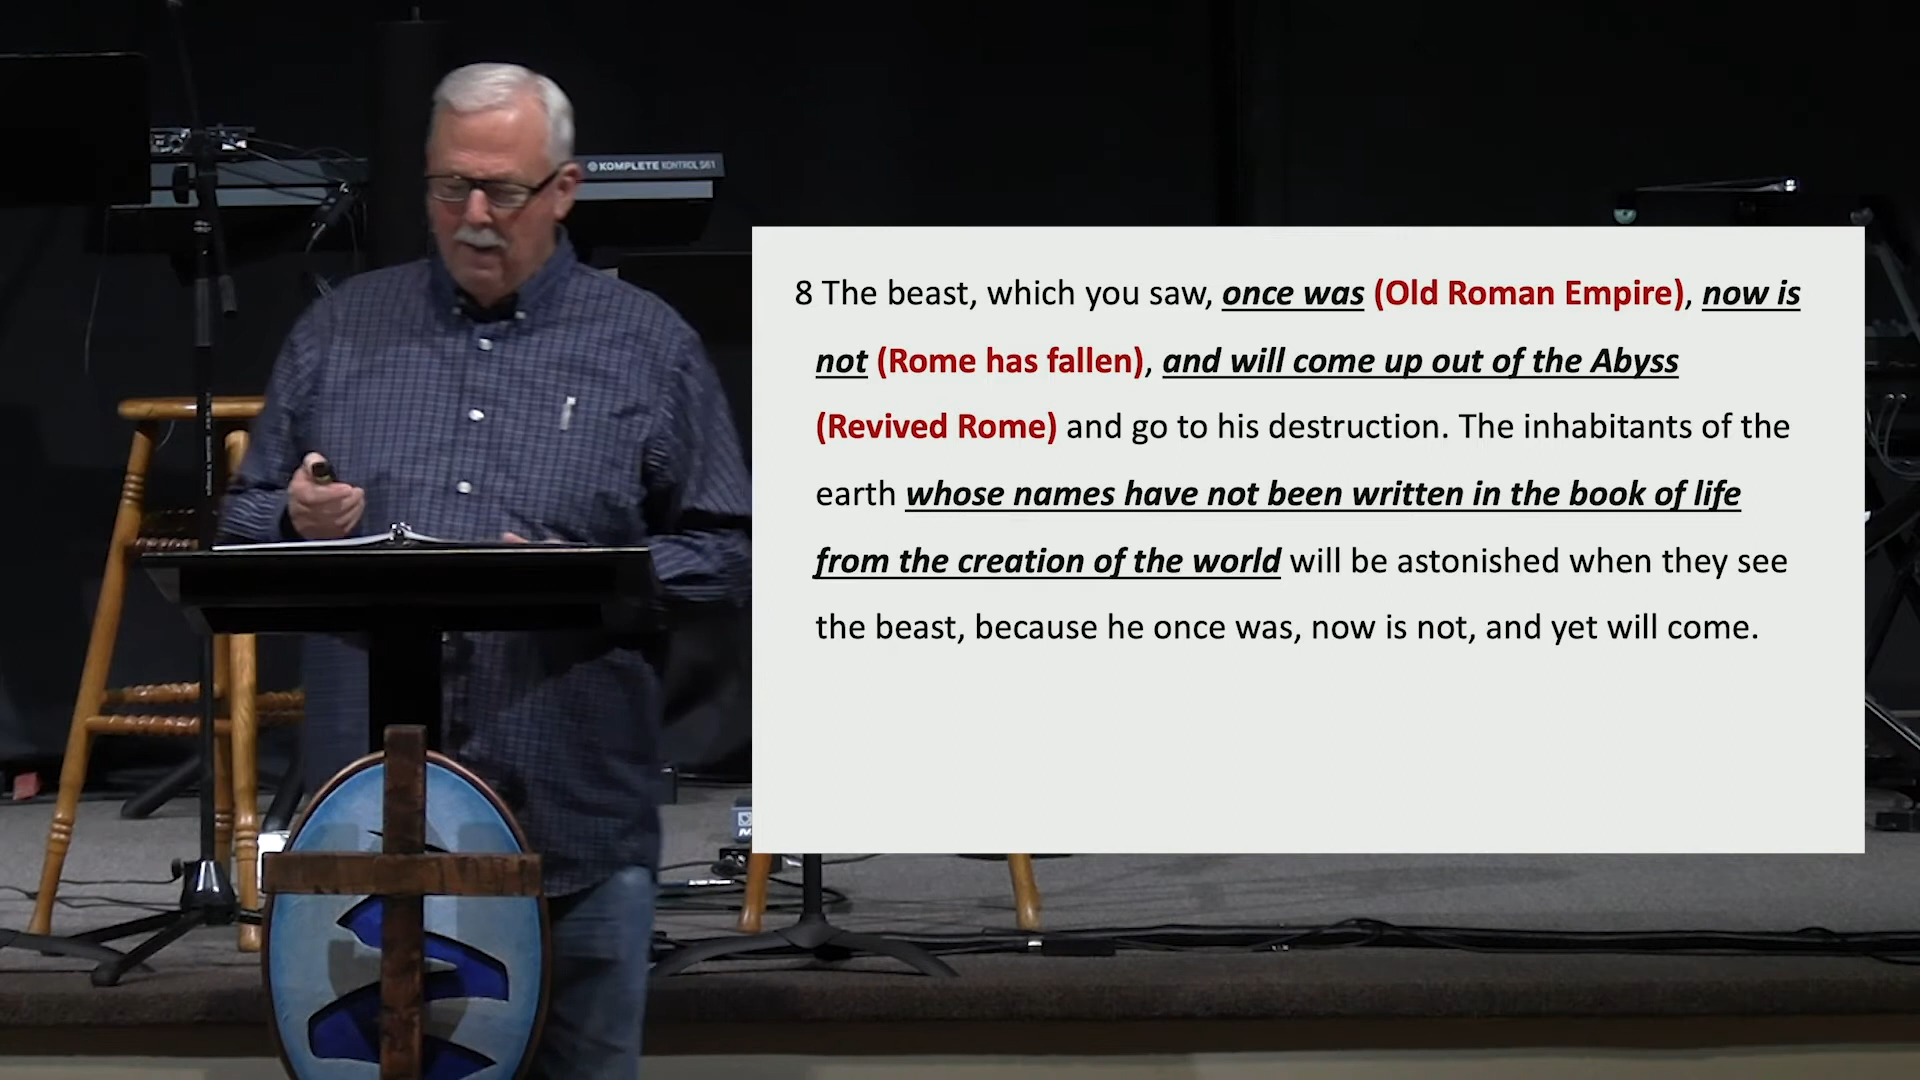 KOMPLETE KONTROL S61
8 The beast, which you saw, once was (Old Roman Empire), now is
not (Rome has fallen), and will come up out of the Abyss
(Revived Rome) and go to his destruction. The inhabitants of the
earth whose names have not been written in the book of life
from the creation of the world will be astonished when they see
the beast, because he once was, now is not, and yet will come.